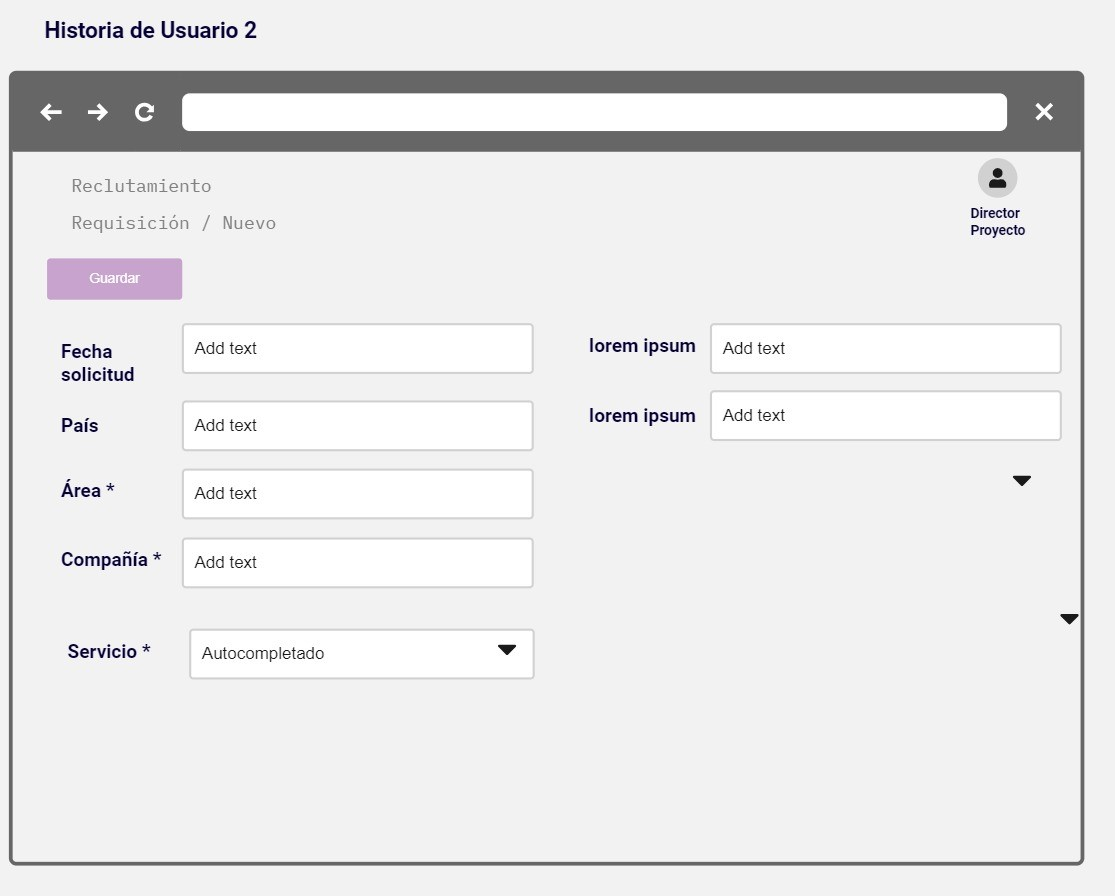 Historia de Usuario 2
Reclutamiento
Requisición / Nuevo
Director
Proyecto
Guardar
Fecha
solicitud
Add text
País
Add text
Área *
Add text
Compañía *
Add text
Servicio *
Autocompletado
lorem ipsum
Add text
lorem ipsum
Add text